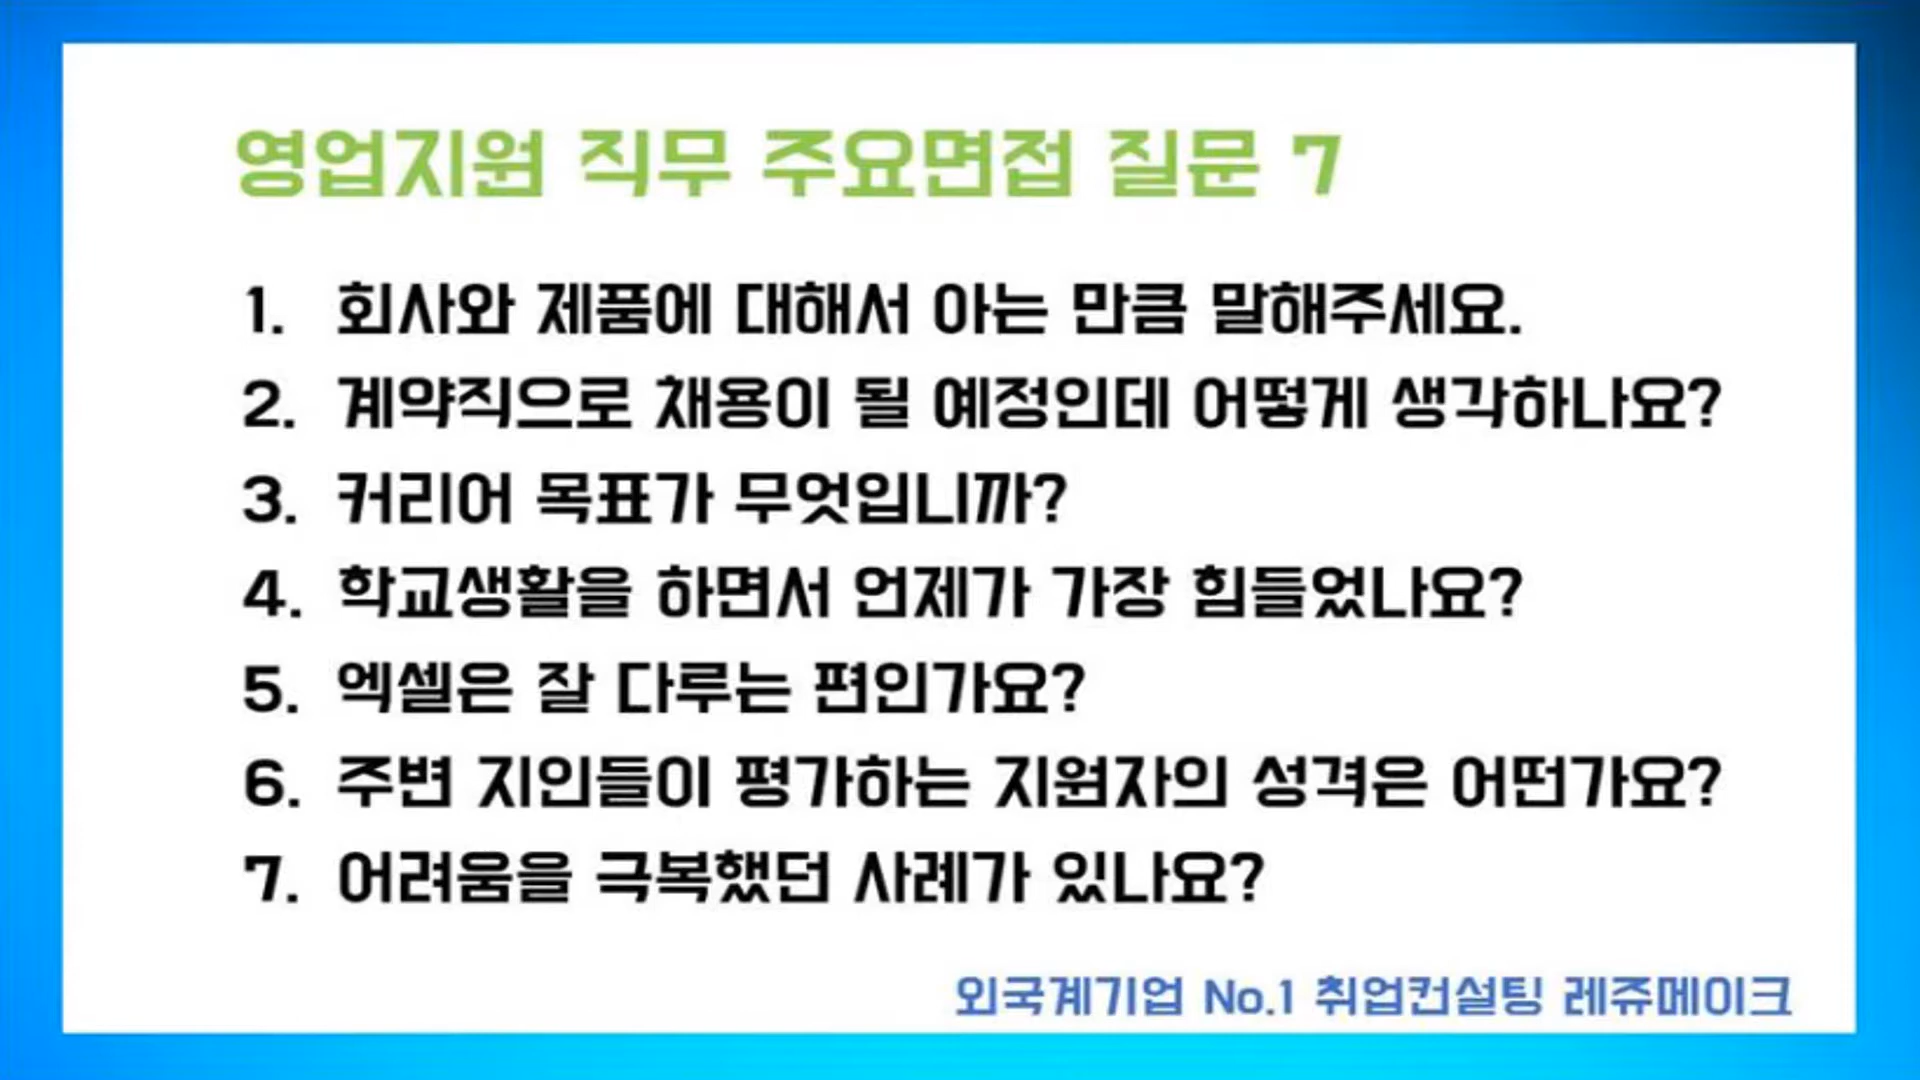 영업지원 직무 주요면접 질문 7
1. 회사와 제품에 대해서 아는 만큼 말해주세요.
2. 계약직으로 채용이 될 예정인데 어떻게 생각하나요?
3. 커리어 목표가 무엇입니까?
4. 학교생활을 하면서 언제가 가장 힘들었나요?
5. 엑셀은 잘 다루는 편인가요?
6. 주변 지인들이 평가하는 지원자의 성격은 어떤가요?
7. 어려움을 극복했던 사례가 있나요?
외국계기업 No.1 취업컨설팅 레쥬메이크